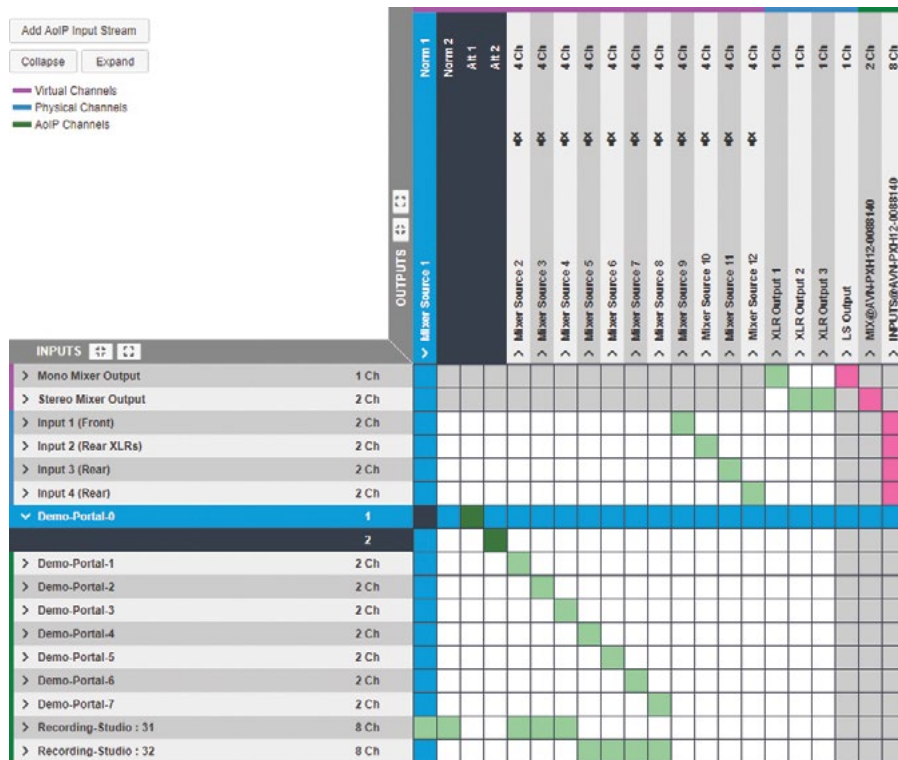 Add AoIP Input Stream
Collapse Expand
Virtual Channels
Physical Channels
AoIP Channels
OUTPUTS
Mixer Source 1 Norm 1
Norm 2
Alt 1
Alt 2
Mixer Source 2 4 Ch
Mixer Source 3 4 Ch
Mixer Source 4 4 Ch
Mixer Source 5 4 Ch
Mixer Source 6 4 Ch
Mixer Source 7 4 Ch
Mixer Source 8 4 Ch
Mixer Source 9 4 Ch
Mixer Source 10 4 Ch
Mixer Source 11 4 Ch
Mixer Source 12 4 Ch
XLR Output 1 1 Ch
XLR Output 2 1 Ch
XLR Output 3 1 Ch
LS Output 1 Ch
MIX@AVN-PXH12-0088140 2 Ch
INPUTS@AVN-PXH12-0088140 8 Ch
INPUTS
Mono Mixer Output 1 Ch
Stereo Mixer Output 2 Ch
Input 1 (Front) 2 Ch
Input 2 (Rear XLRs) 2 Ch
Input 3 (Rear) 2 Ch
Input 4 (Rear) 2 Ch
Demo-Portal-0 1
2
Demo-Portal-1 2 Ch
Demo-Portal-2 2 Ch
Demo-Portal-3 2 Ch
Demo-Portal-4 2 Ch
Demo-Portal-5 2 Ch
Demo-Portal-6 2 Ch
Demo-Portal-7 2 Ch
Recording-Studio : 31 8 Ch
Recording-Studio : 32 8 Ch